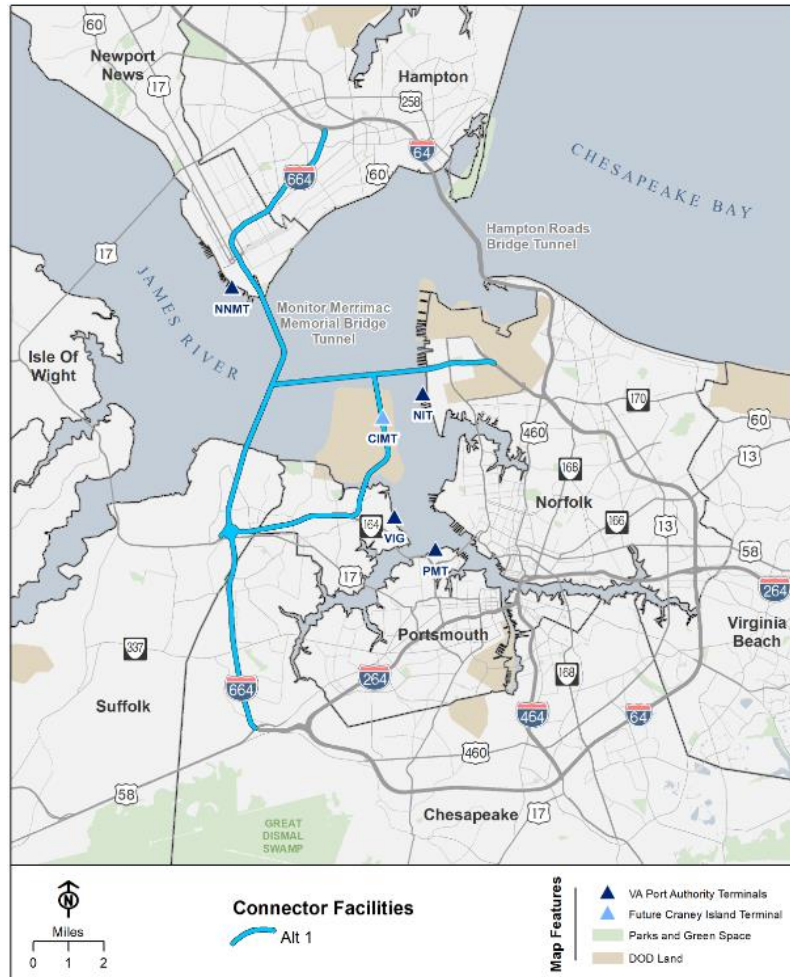 60
Newport
News
17
Hampton
258
64
664
60
CHESAPEAKE BAY
Hampton Roads
Bridge Tunnel
17
JAMES RIVER
NNMT
Monitor Merrimac
Memorial Bridge
Tunnel
Isle Of
Wight
NIT
170
CIMT
460
60
13
168
Norfolk
164
VIG
166
13
17
PMT
58
264
Virginia
Beach
Portsmouth
337
664
264
168
Suffolk
464
64
460
58
Chesapeake
17
GREAT
DISMAL
SWAMP
N
Miles
0 1 2
Connector Facilities
Alt 1
Map Features
VA Port Authority Terminals
Future Craney Island Terminal
Parks and Green Space
DOD Land